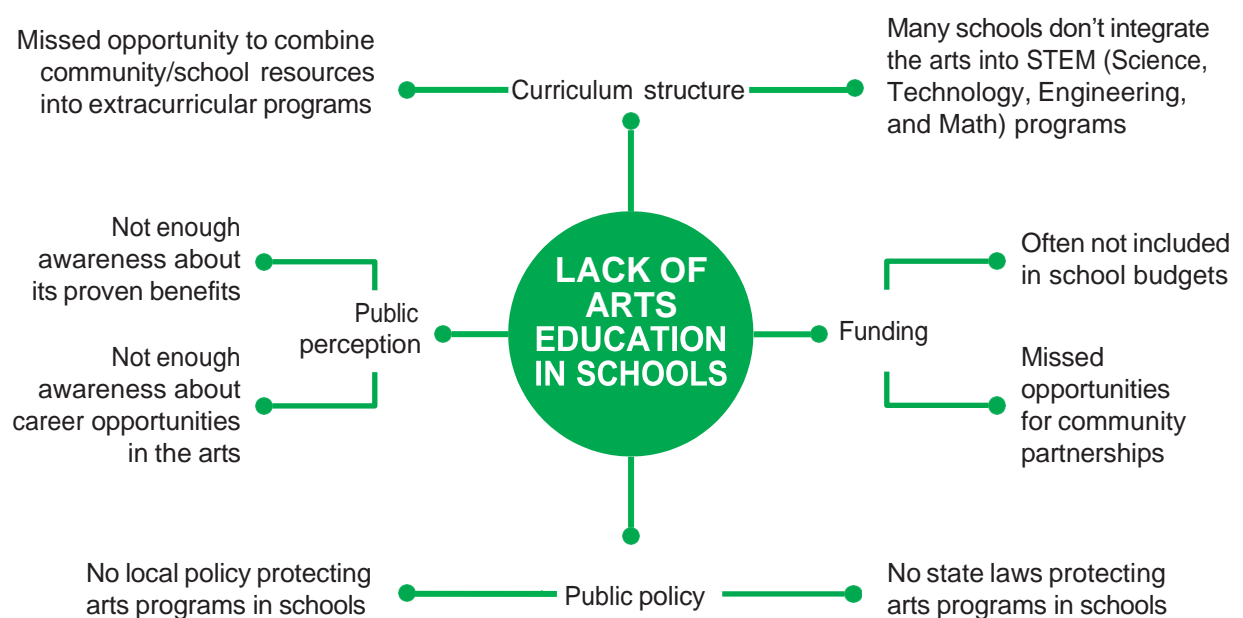 Missed opportunity to combine
community/school resources
into extracurricular programs
Curriculum structure
Many schools don’t integrate
the arts into STEM (Science,
Technology, Engineering,
and Math) programs
Not enough
awareness about
its proven benefits
Public
perception
Not enough
awareness about
career opportunities
in the arts
LACK OF
ARTS
EDUCATION
IN SCHOOLS
Funding
Often not included
in school budgets
Missed
opportunities
for community
partnerships
No local policy protecting
arts programs in schools
Public policy
No state laws protecting
arts programs in schools